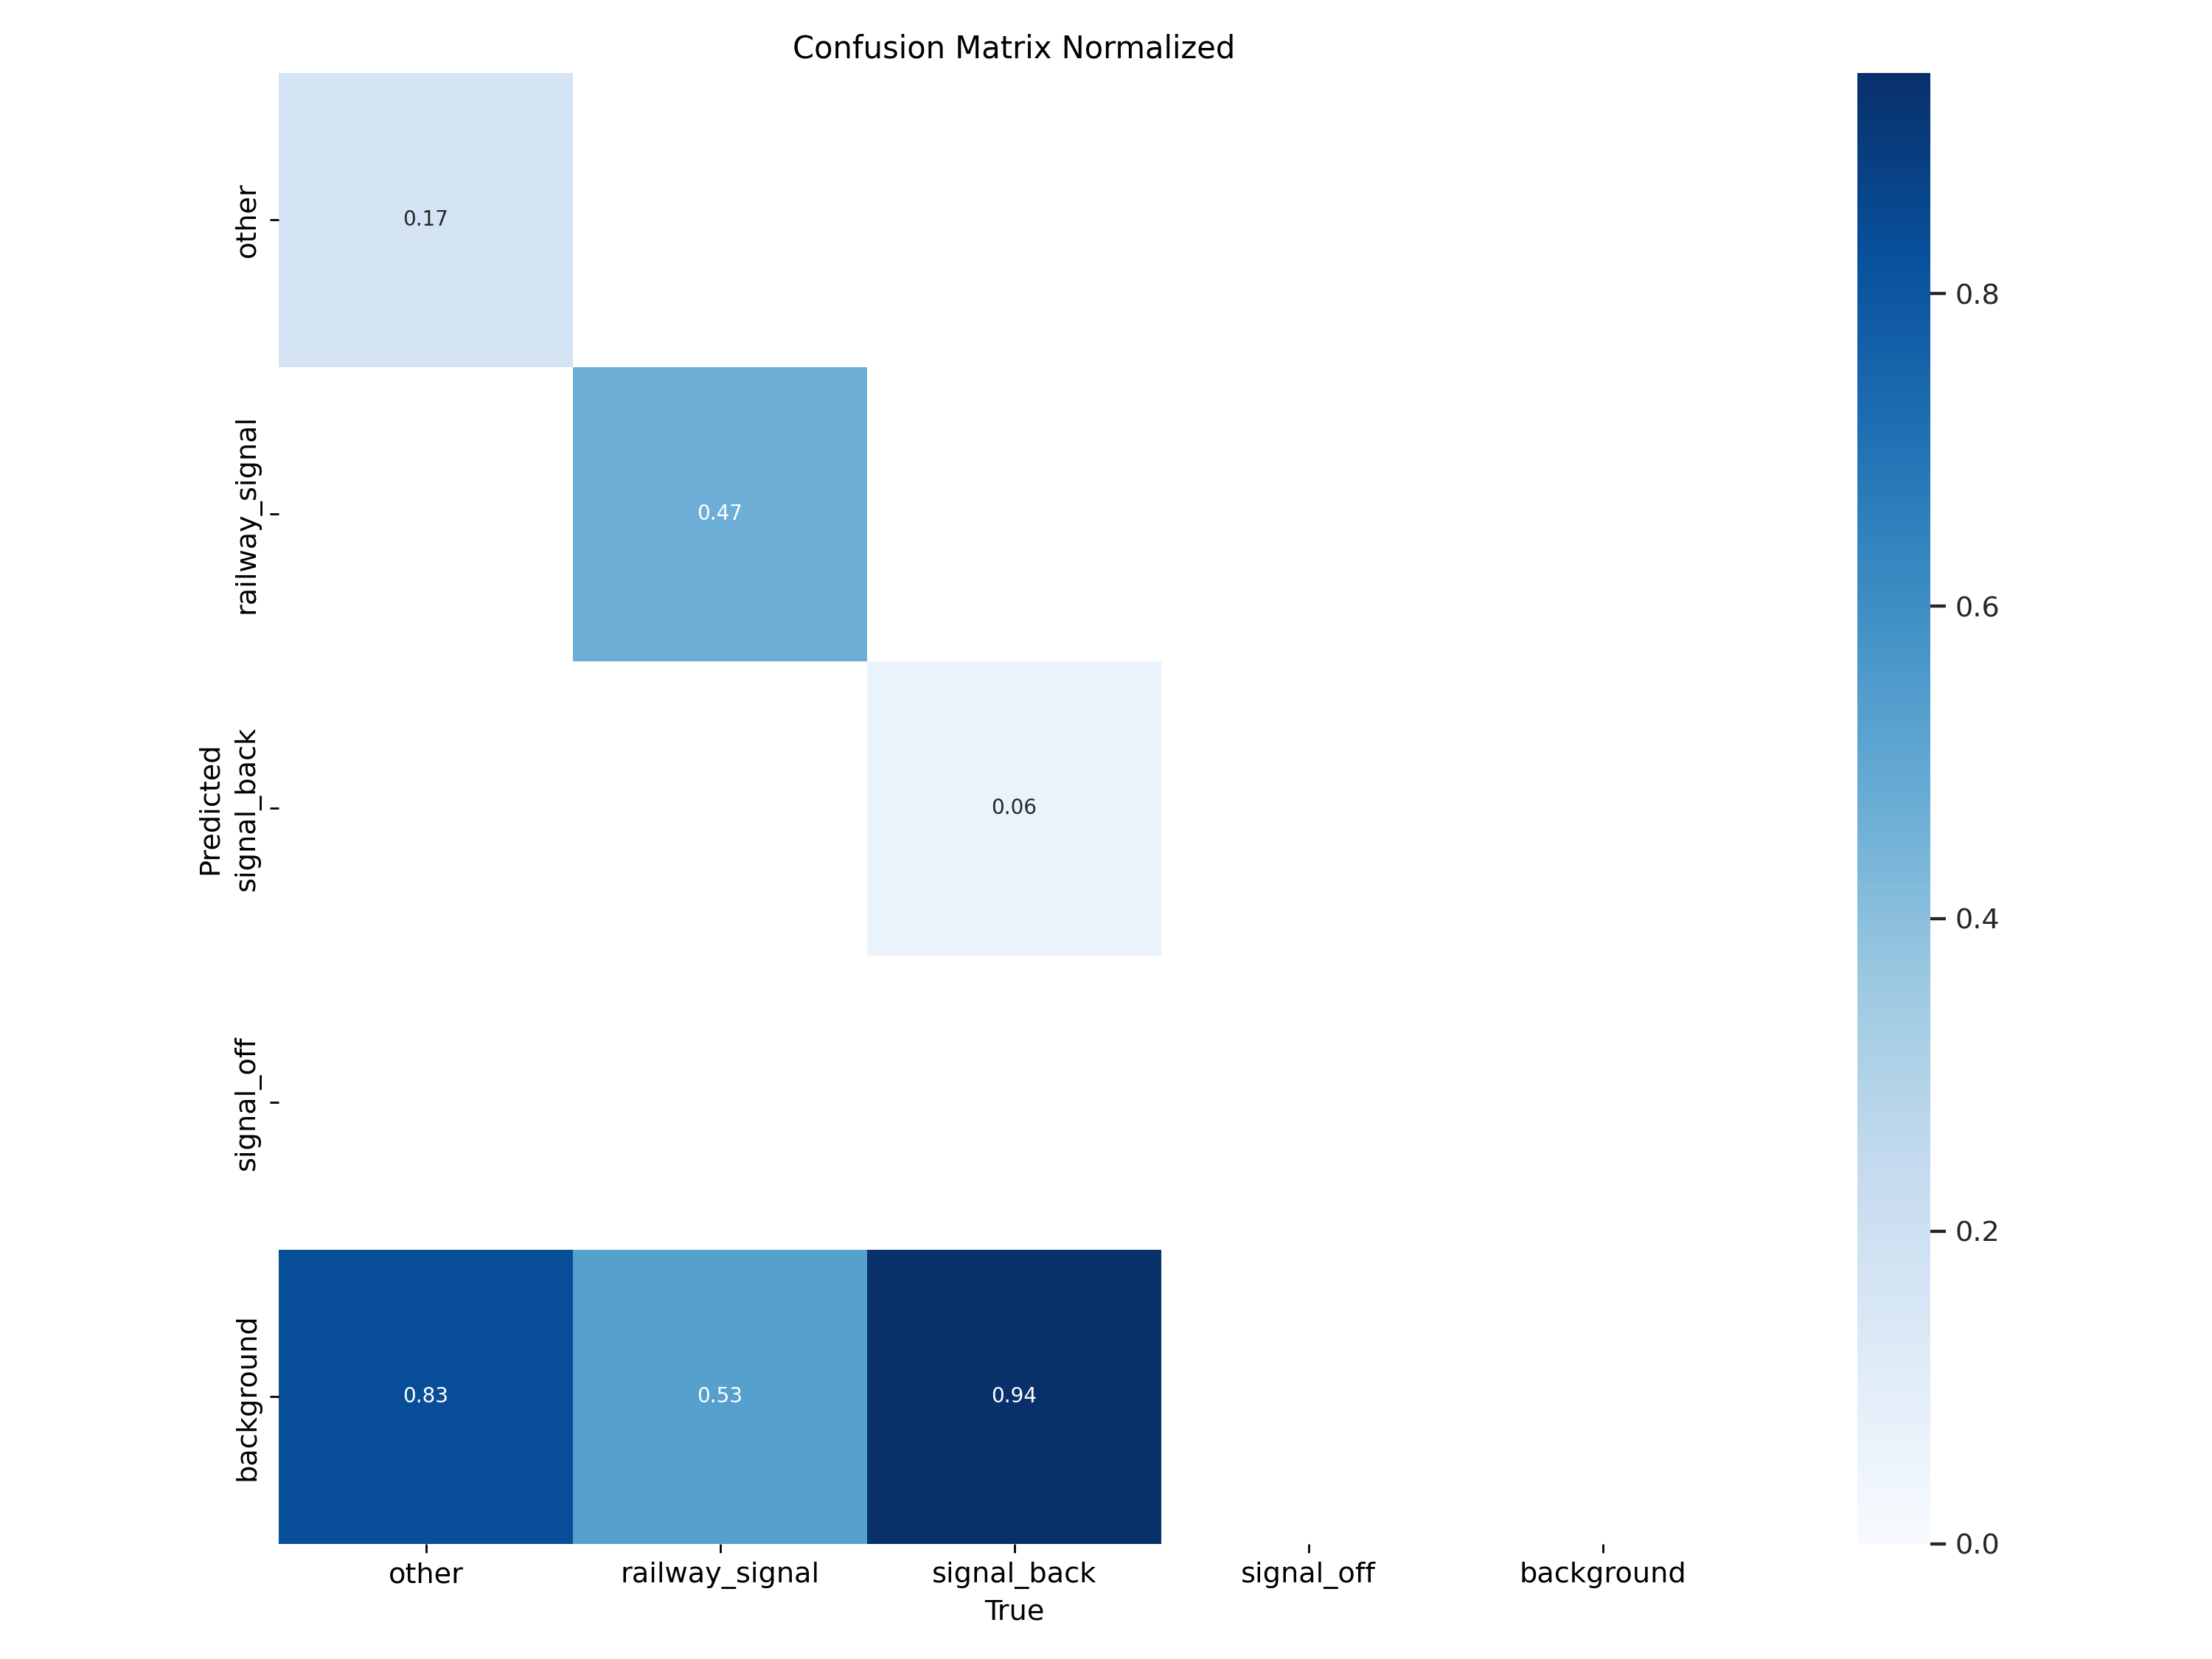 Confusion Matrix Normalized
other
railway_signal
signal_back
signal_off
background
Predicted
0.17
0.47
0.06
0.83
0.53
0.94
other
railway_signal
signal_back
signal_off
background
True
0.8
0.6
0.4
0.2
0.0